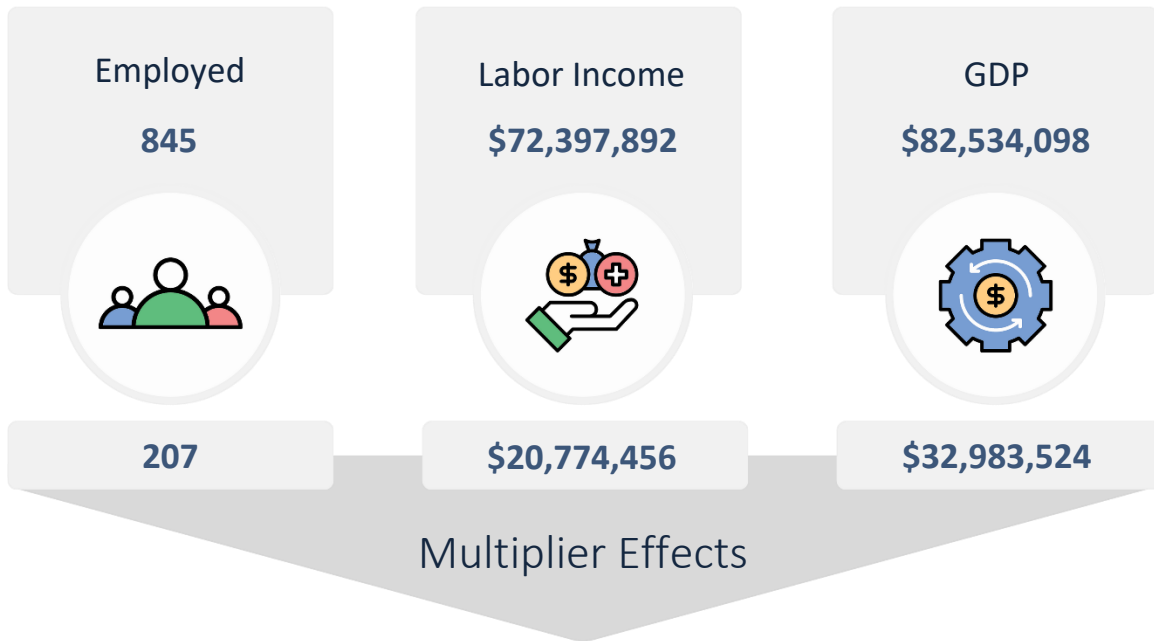 Employed
845
Labor Income
$72,397,892
GDP
$82,534,098
$
$
207
$20,774,456
$32,983,524
Multiplier Effects